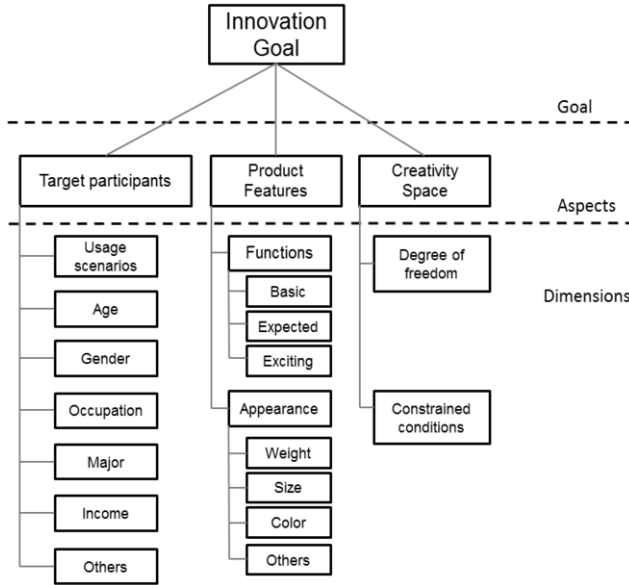 Innovation
Goal
Goal
Target participants
Product
Features
Creativity
Space
Aspects
Usage
scenarios
Age
Gender
Occupation
Major
Income
Others
Functions
Basic
Expected
Exciting
Appearance
Weight
Size
Color
Others
Degree of
freedom
Constrained
conditions
Dimensions